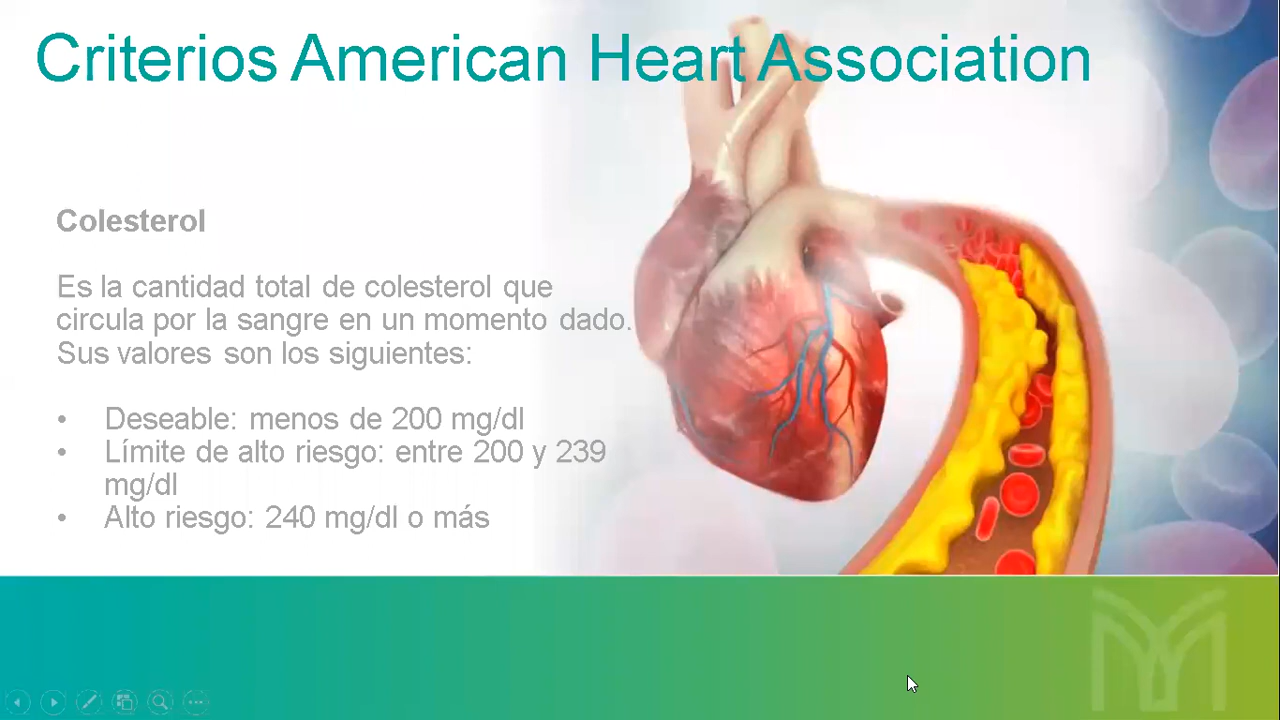 Criterios American Heart Association
Colesterol
Es la cantidad total de colesterol que
circula por la sangre en un momento dado.
Sus valores son los siguientes:
• Deseable: menos de 200 mg/dl
• Límite de alto riesgo: entre 200 y 239
mg/dl
• Alto riesgo: 240 mg/dl o más